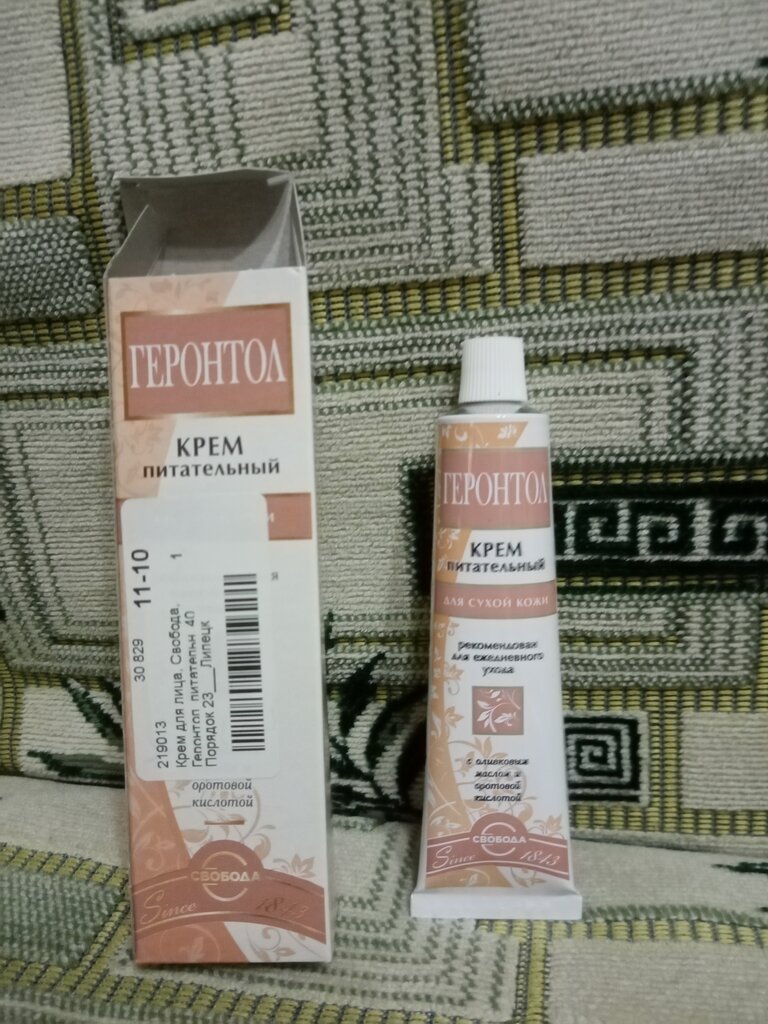 ГЕРОНТОЛ
КРЕМ
питательный
и
11-10
30 829
1
219013
Крем для лица. Свобода.
Геронтол питательн 40
Порядок 23___Липецк
оротовой
кислотой
СВОБОДА
Since 1843
ГЕРОНТОЛ
КРЕМ
питательный
ДЛЯ СУХОЙ КОЖИ
рекомендован
для ежедневного
ухода
с оливковым
маслом и
оротовой
кислотой
СВОБОДА
Since 1843